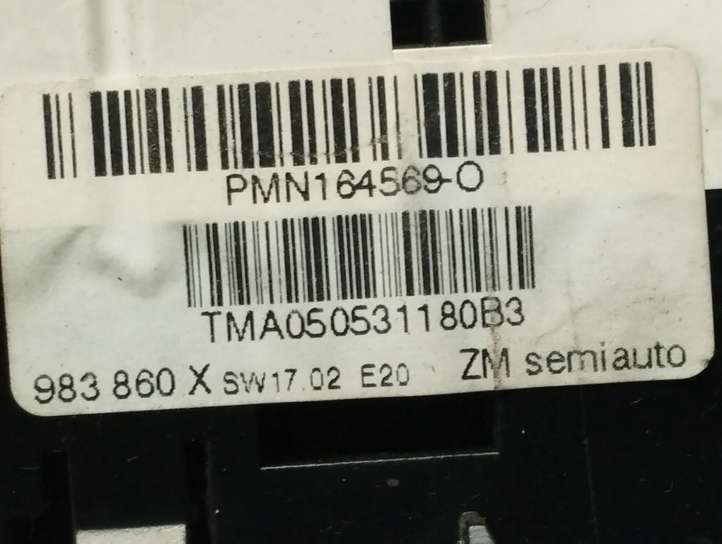 PMN164569-O
TMA050531180B3
983 860 X SW17.02 E20 ZM semiauto